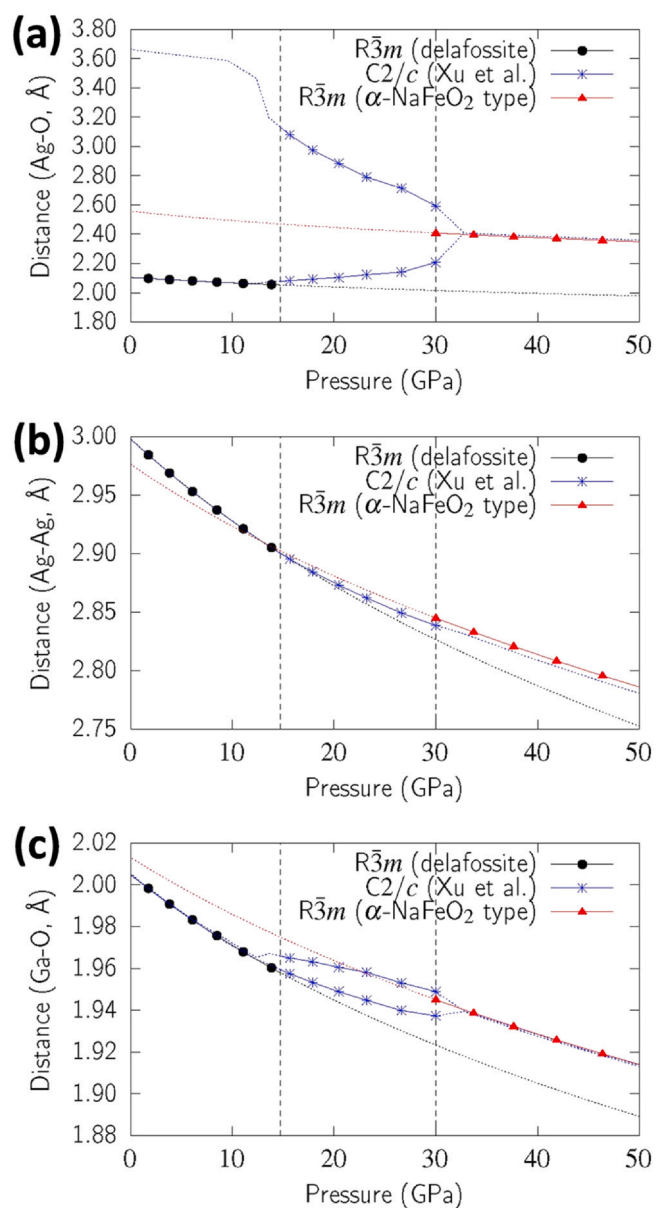 (a)
3.80
3.60
3.40
3.20
3.00
2.80
2.60
2.40
2.20
2.00
1.80
Distance (Ag-O, Å)
R3̄m (delafossite)
C2/c (Xu et al.)
R3̄m (α-NaFeO₂ type)
0 10 20 30 40 50
Pressure (GPa)
(b)
3.00
2.95
2.90
2.85
2.80
2.75
Distance (Ag-Ag, Å)
R3̄m (delafossite)
C2/c (Xu et al.)
R3̄m (α-NaFeO₂ type)
0 10 20 30 40 50
Pressure (GPa)
(c)
2.02
2.00
1.98
1.96
1.94
1.92
1.90
1.88
Distance (Ga-O, Å)
R3̄m (delafossite)
C2/c (Xu et al.)
R3̄m (α-NaFeO₂ type)
0 10 20 30 40 50
Pressure (GPa)